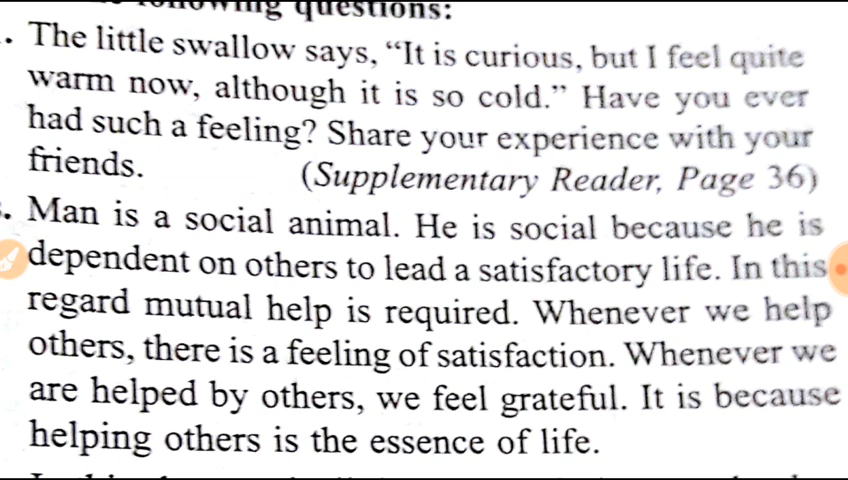 following questions:
. The little swallow says, “It is curious, but I feel quite
warm now, although it is so cold.” Have you ever
had such a feeling? Share your experience with your
friends. (Supplementary Reader, Page 36)
. Man is a social animal. He is social because he is
dependent on others to lead a satisfactory life. In this
regard mutual help is required. Whenever we help
others, there is a feeling of satisfaction. Whenever we
are helped by others, we feel grateful. It is because
helping others is the essence of life.